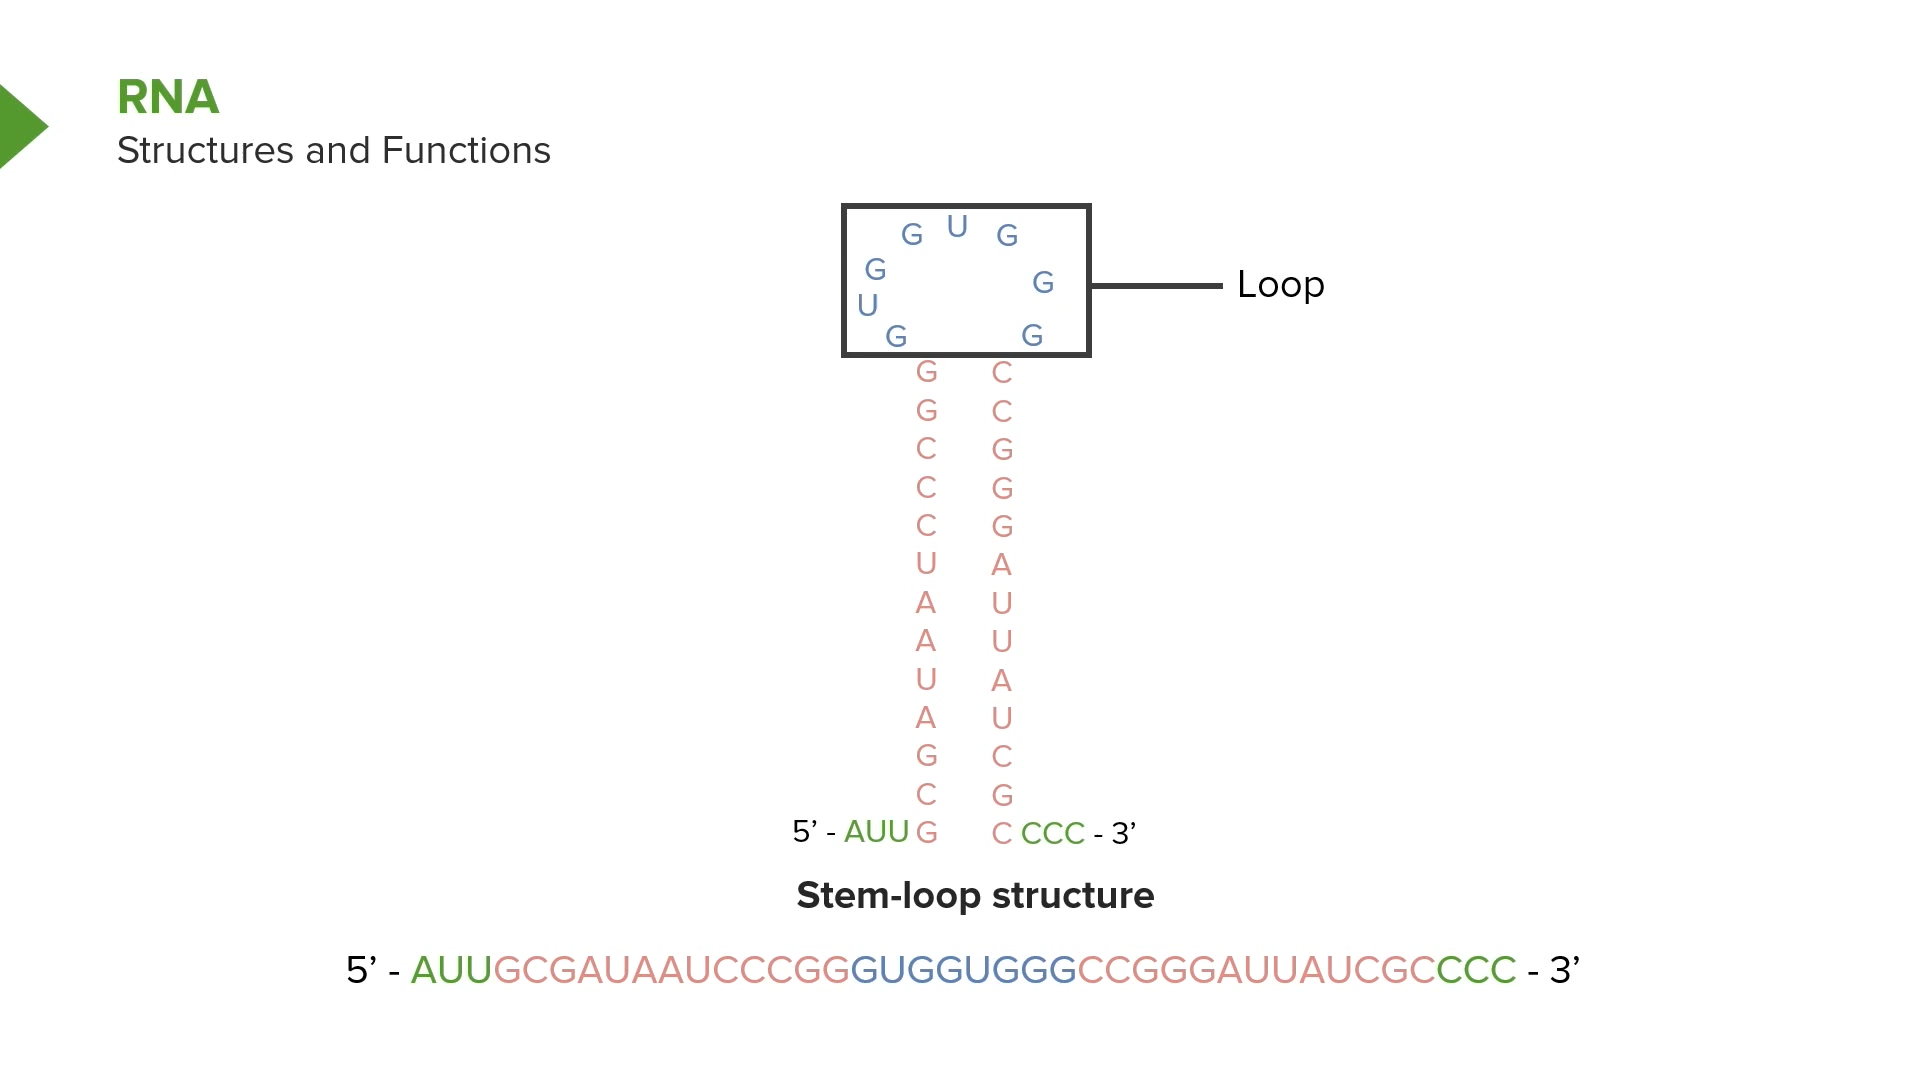 RNA
Structures and Functions
G U G
G G
U
G G
Loop
G C
G C
C G
C G
C G
U A
A U
A U
U A
A U
G C
C G
5’ - AUU G C CCC - 3’
Stem-loop structure
5’ - AUUGCGAUAAUCCCGGGUGGUGGGCCGGGAUUAUCGCCCC - 3’